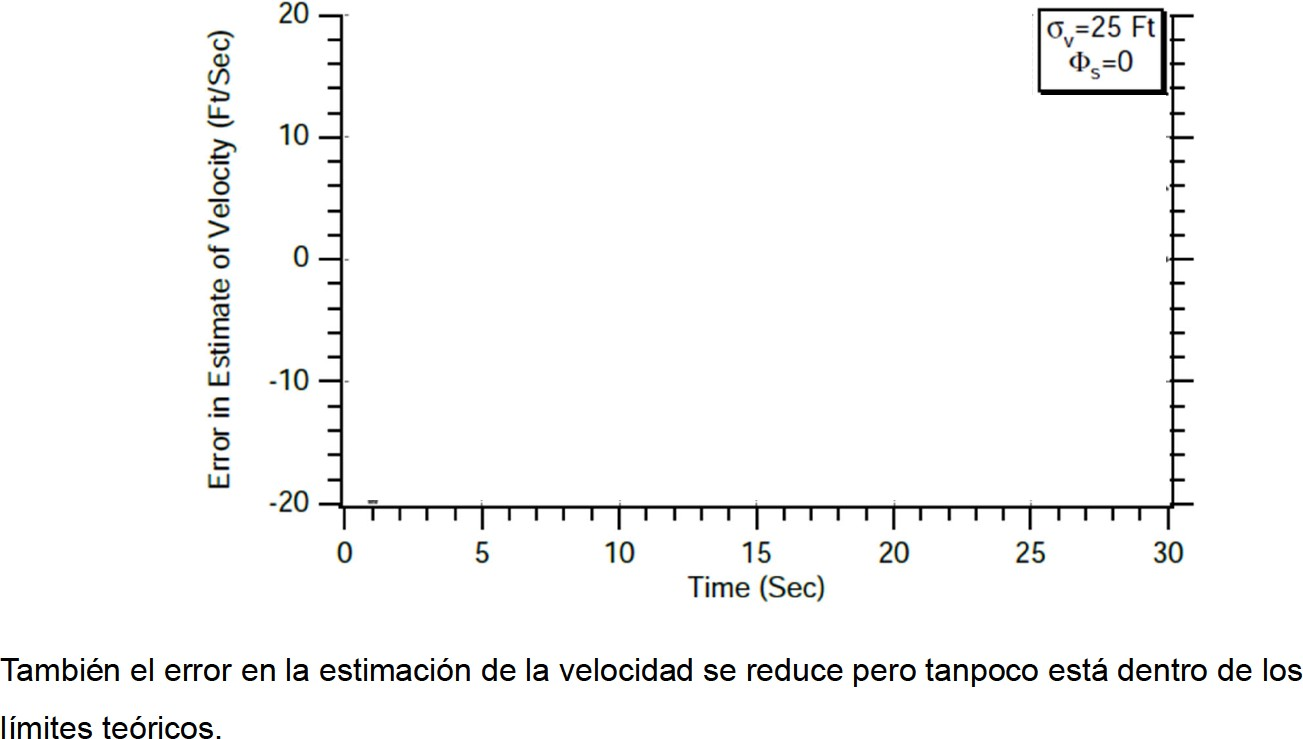 20
σv=25 Ft
Φs=0
10
0
-10
-20
Error in Estimate of Velocity (Ft/Sec)
0 5 10 15 20 25 30
Time (Sec)
También el error en la estimación de la velocidad se reduce pero tanpoco está dentro de los
límites teóricos.